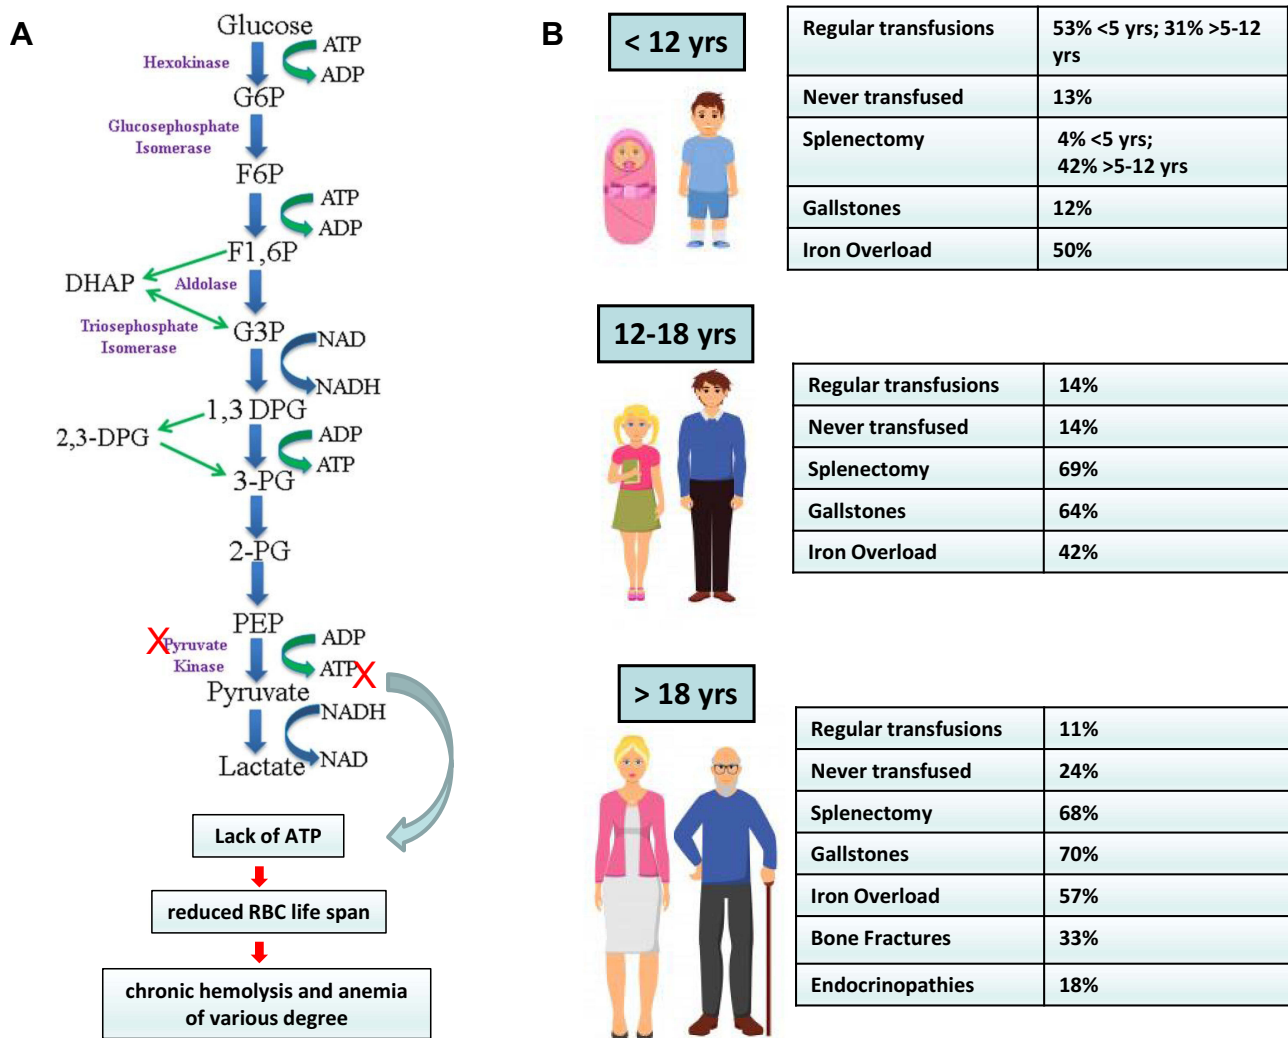 A
Glucose
ATP
Hexokinase
ADP
G6P
Glucosephosphate
Isomerase
F6P
ATP
ADP
F1,6P
DHAP
Aldolase
Triosephosphate
Isomerase
G3P
NAD
NADH
1,3 DPG
2,3-DPG
ADP
ATP
3-PG
2-PG
PEP
X
Pyruvate
Kinase
ADP
ATP
X
Pyruvate
NADH
NAD
Lactate
Lack of ATP
reduced RBC life span
chronic hemolysis and anemia
of various degree
B
< 12 yrs
Regular transfusions 53% <5 yrs; 31% >5-12
yrs
Never transfused 13%
Splenectomy 4% <5 yrs;
42% >5-12 yrs
Gallstones 12%
Iron Overload 50%
12-18 yrs
Regular transfusions 14%
Never transfused 14%
Splenectomy 69%
Gallstones 64%
Iron Overload 42%
> 18 yrs
Regular transfusions 11%
Never transfused 24%
Splenectomy 68%
Gallstones 70%
Iron Overload 57%
Bone Fractures 33%
Endocrinopathies 18%